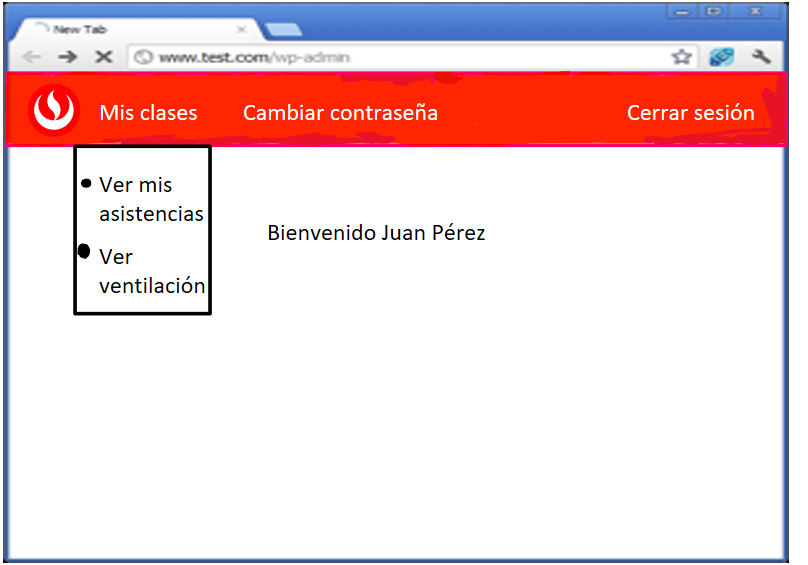 New Tab
www.test.com/wp-admin
Mis clases Cambiar contraseña Cerrar sesión
Ver mis
asistencias
Ver
ventilación
Bienvenido Juan Pérez